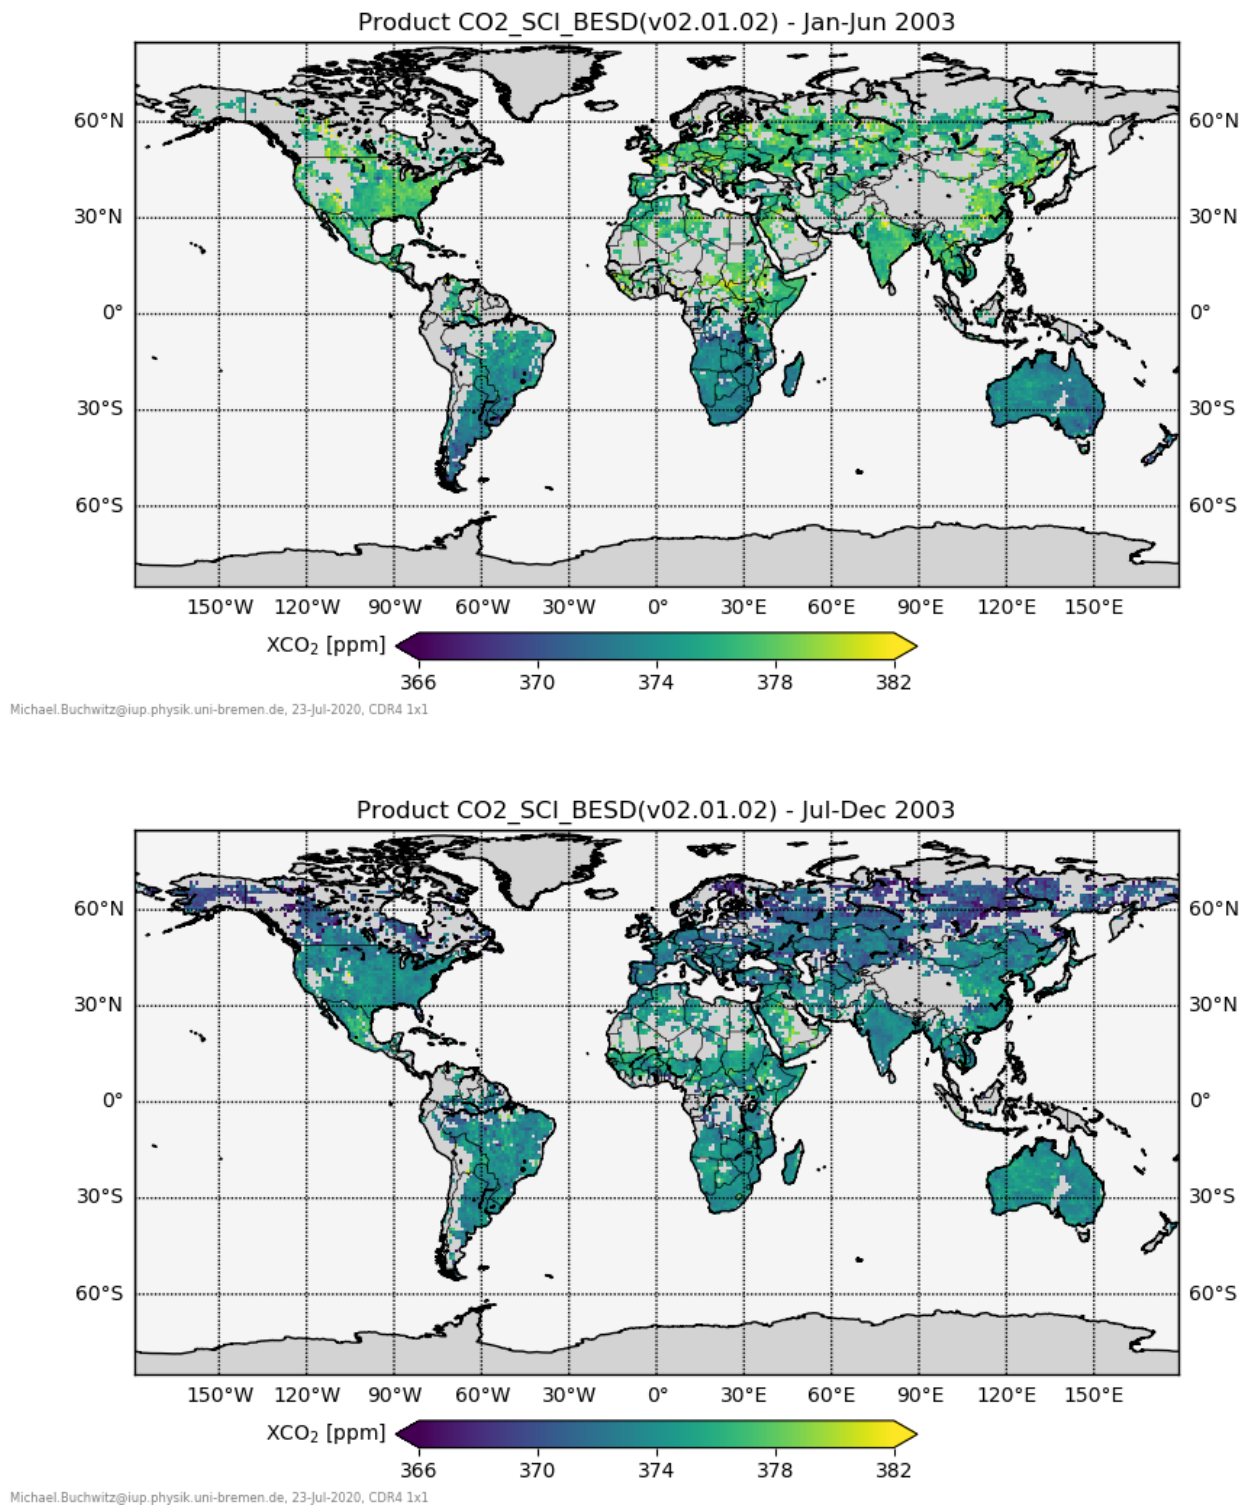 Product CO2_SCI_BESD(v02.01.02) - Jan-Jun 2003
60°N 60°N
30°N 30°N
0° 0°
30°S 30°S
60°S 60°S
150°W 120°W 90°W 60°W 30°W 0° 30°E 60°E 90°E 120°E 150°E
XCO₂ [ppm]
366 370 374 378 382
Michael.Buchwitz@iup.physik.uni-bremen.de, 23-Jul-2020, CDR4 1x1
Product CO2_SCI_BESD(v02.01.02) - Jul-Dec 2003
60°N 60°N
30°N 30°N
0° 0°
30°S 30°S
60°S 60°S
150°W 120°W 90°W 60°W 30°W 0° 30°E 60°E 90°E 120°E 150°E
XCO₂ [ppm]
366 370 374 378 382
Michael.Buchwitz@iup.physik.uni-bremen.de, 23-Jul-2020, CDR4 1x1